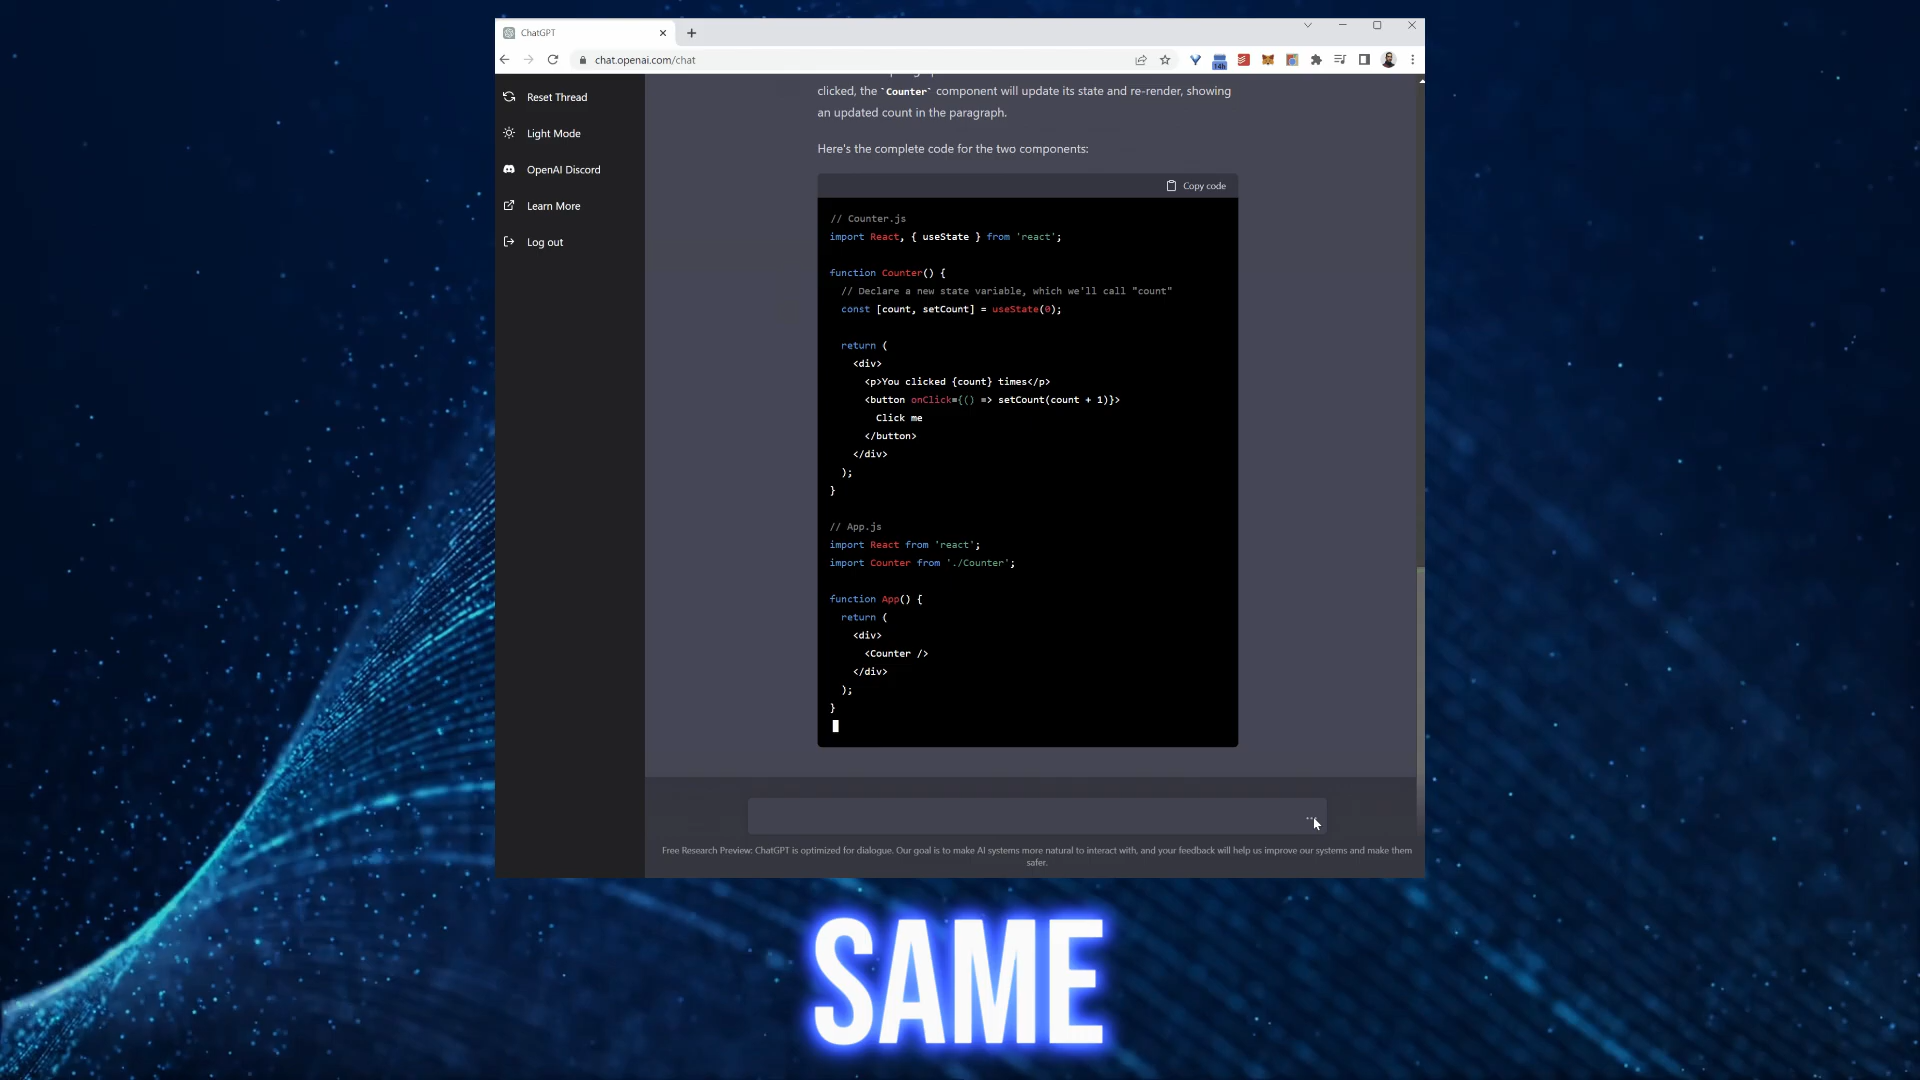 ChatGPT
chat.openai.com/chat
14h
Reset Thread
Light Mode
OpenAI Discord
Learn More
Log out
clicked, the `Counter` component will update its state and re-render, showing
an updated count in the paragraph.
Here's the complete code for the two components:
Copy code
// Counter.js
import React, { useState } from 'react';
function Counter() {
// Declare a new state variable, which we'll call "count"
const [count, setCount] = useState(0);
return (
<div>
<p>You clicked {count} times</p>
<button onClick={() => setCount(count + 1)}>
Click me
</button>
</div>
);
}
// App.js
import React from 'react';
import Counter from './Counter';
function App() {
return (
<div>
<Counter />
</div>
);
}
Free Research Preview: ChatGPT is optimized for dialogue. Our goal is to make AI systems more natural to interact with, and your feedback will help us improve our systems and make them
safer.
SAME